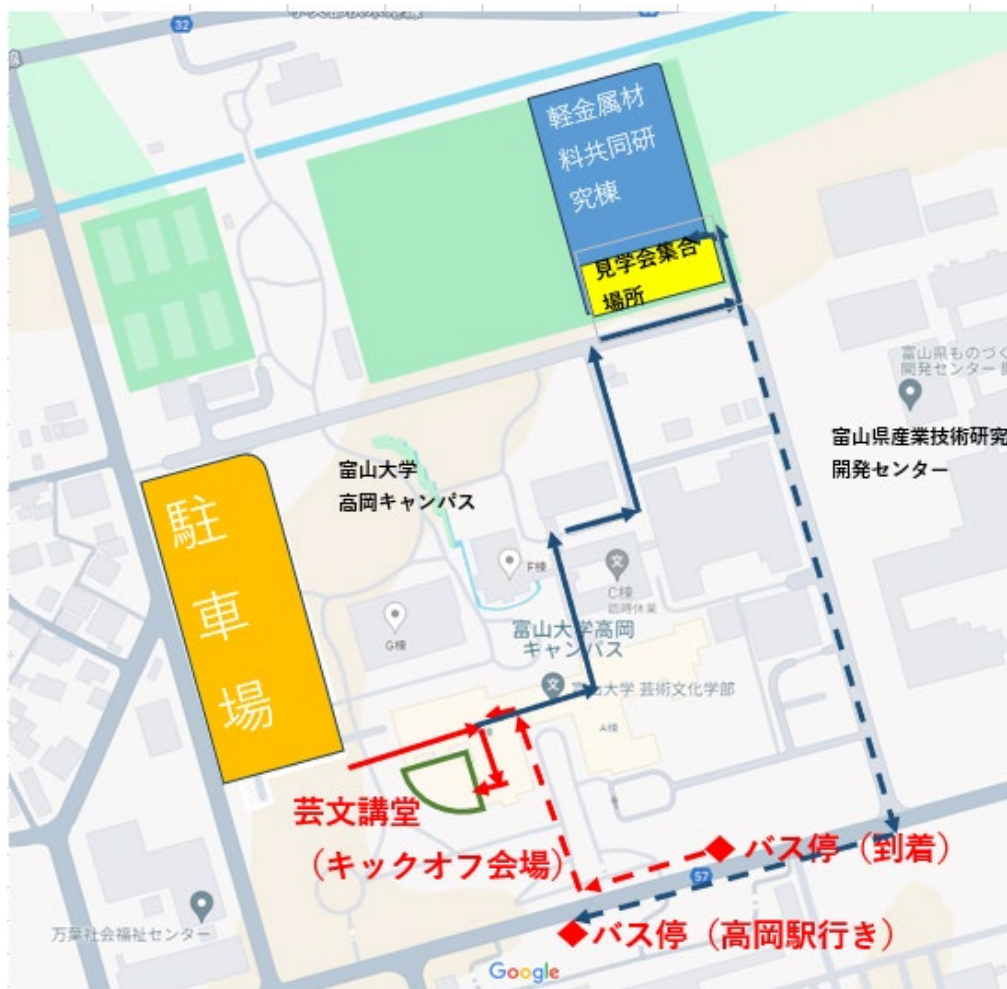 32
軽金属材
料共同研
究棟
見学会集合
場所
富山県ものづく
開発センター
富山県産業技術研究
開発センター
富山大学
高岡キャンパス
駐
車
場
F棟
C棟
臨時休業
G棟
富山大学高岡
キャンパス
富山大学 芸術文化学部
A棟
芸文講堂
(キックオフ会場)
バス停（到着）
57
バス停（高岡駅行き）
万葉社会福祉センター
Google